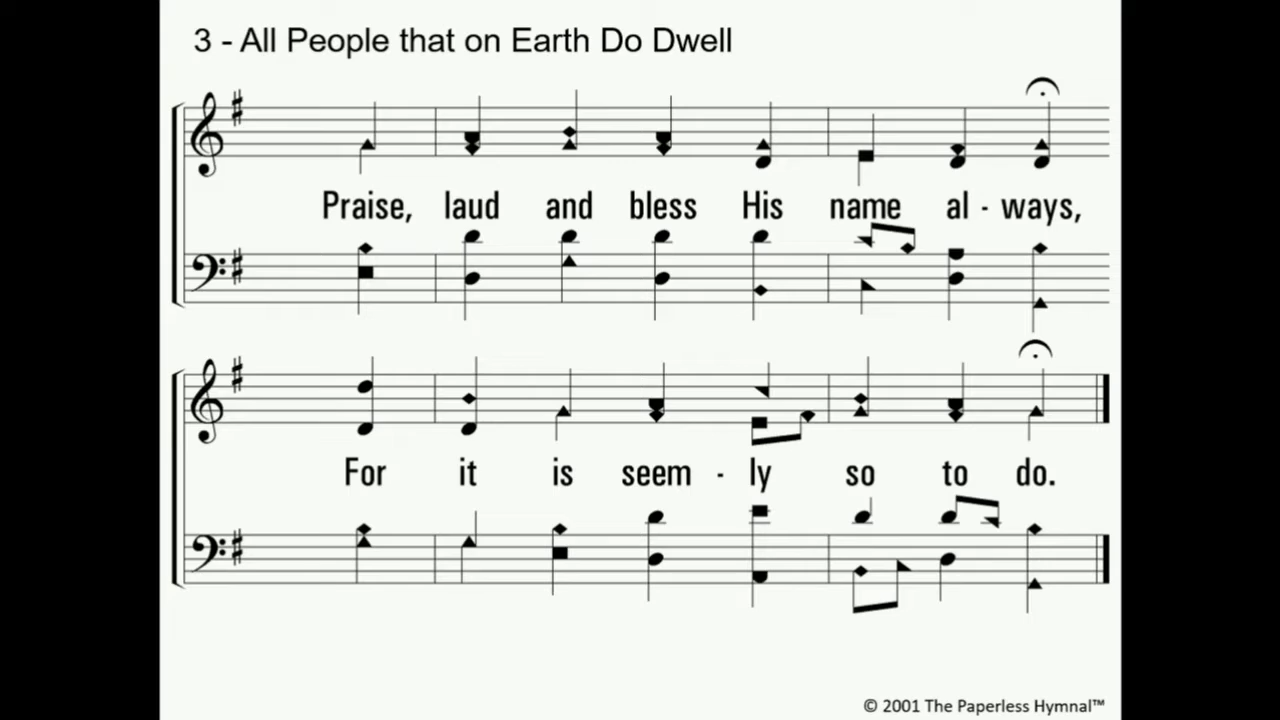 3 - All People that on Earth Do Dwell
Praise, laud and bless His name al - ways,
For it is seem - ly so to do.
© 2001 The Paperless Hymnal™